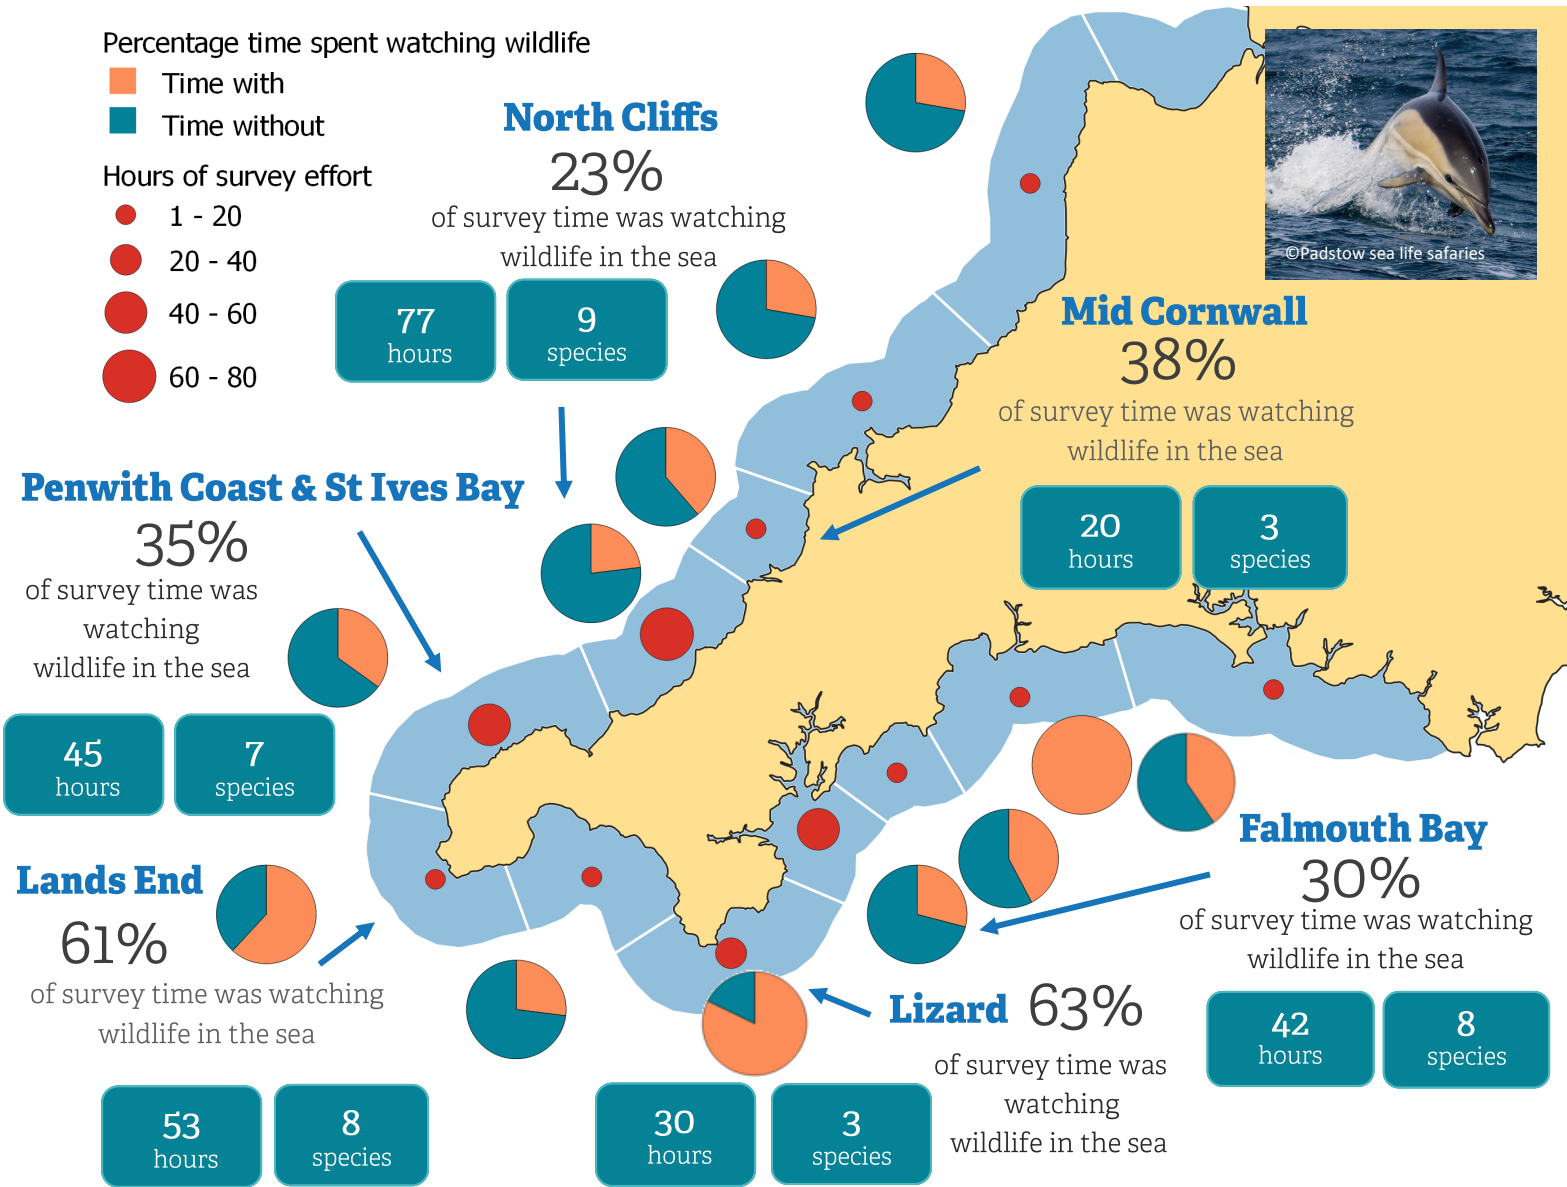 Percentage time spent watching wildlife
Time with
Time without
Hours of survey effort
1 - 20
20 - 40
40 - 60
60 - 80
North Cliffs
23%
of survey time was watching
wildlife in the sea
77
hours
9
species
©Padstow sea life safaries
Mid Cornwall
38%
of survey time was watching
wildlife in the sea
20
hours
3
species
Penwith Coast & St Ives Bay
35%
of survey time was
watching
wildlife in the sea
45
hours
7
species
Lands End
61%
of survey time was watching
wildlife in the sea
53
hours
8
species
Lizard 63%
of survey time was
watching
wildlife in the sea
30
hours
3
species
Falmouth Bay
30%
of survey time was watching
wildlife in the sea
42
hours
8
species